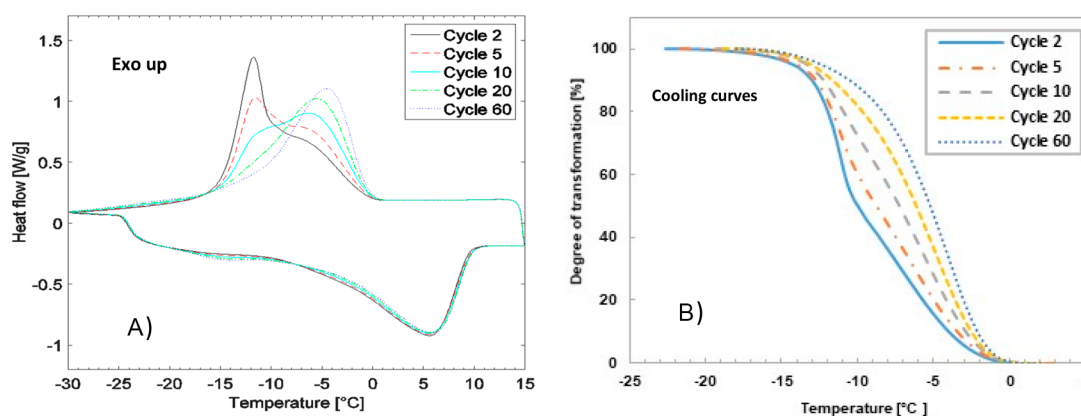 Exo up
Cycle 2
Cycle 5
Cycle 10
Cycle 20
Cycle 60
1.5
1
0.5
0
-0.5
-1
Heat flow [W/g]
A)
-30
-25
-20
-15
-10
-5
0
5
10
15
Temperature [°C]
B
Cooling curves
Cycle 2
Cycle 5
Cycle 10
Cycle 20
Cycle 60
100
80
60
40
20
0
Degree of transformation [%]
B)
-25
-20
-15
-10
-5
0
5
Temperature [°C ]